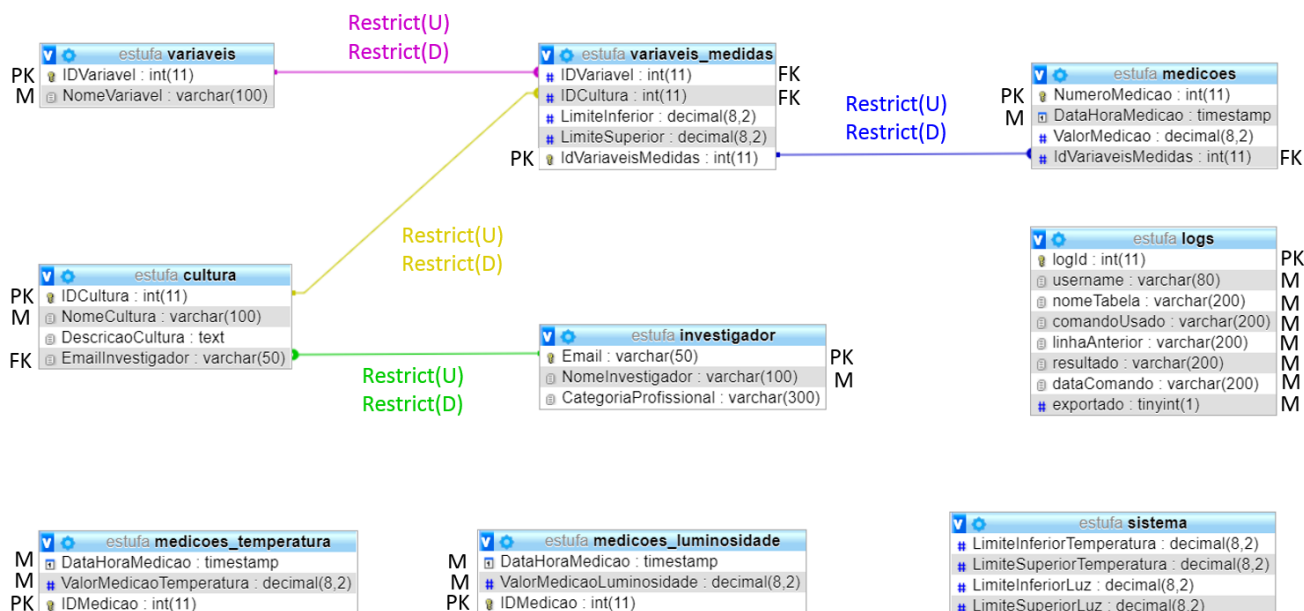 Restrict(U)
Restrict(D)
estufa variaveis
PK IDVariavel : int(11)
M NomeVariavel : varchar(100)
estufa variaveis_medidas
IDVariavel : int(11) FK
IDCultura : int(11) FK
LimiteInferior : decimal(8,2)
LimiteSuperior : decimal(8,2)
PK IdVariaveisMedidas : int(11)
Restrict(U)
Restrict(D)
estufa medicoes
PK NumeroMedicao : int(11)
M DataHoraMedicao : timestamp
ValorMedicao : decimal(8,2)
IdVariaveisMedidas : int(11) FK
Restrict(U)
Restrict(D)
estufa cultura
PK IDCultura : int(11)
M NomeCultura : varchar(100)
DescricaoCultura : text
FK EmailInvestigador : varchar(50)
Restrict(U)
Restrict(D)
estufa investigador
Email : varchar(50) PK
NomeInvestigador : varchar(100) M
CategoriaProfissional : varchar(300)
estufa logs
logId : int(11) PK
username : varchar(80) M
nomeTabela : varchar(200) M
comandoUsado : varchar(200) M
linhaAnterior : varchar(200) M
resultado : varchar(200) M
dataComando : varchar(200) M
exportado : tinyint(1) M
estufa medicoes_temperatura
M DataHoraMedicao : timestamp
M ValorMedicaoTemperatura : decimal(8,2)
PK IDMedicao : int(11)
estufa medicoes_luminosidade
M DataHoraMedicao : timestamp
M ValorMedicaoLuminosidade : decimal(8,2)
PK IDMedicao : int(11)
estufa sistema
LimiteInferiorTemperatura : decimal(8,2)
LimiteSuperiorTemperatura : decimal(8,2)
LimiteInferiorLuz : decimal(8,2)
LimiteSuperiorLuz : decimal(8,2)